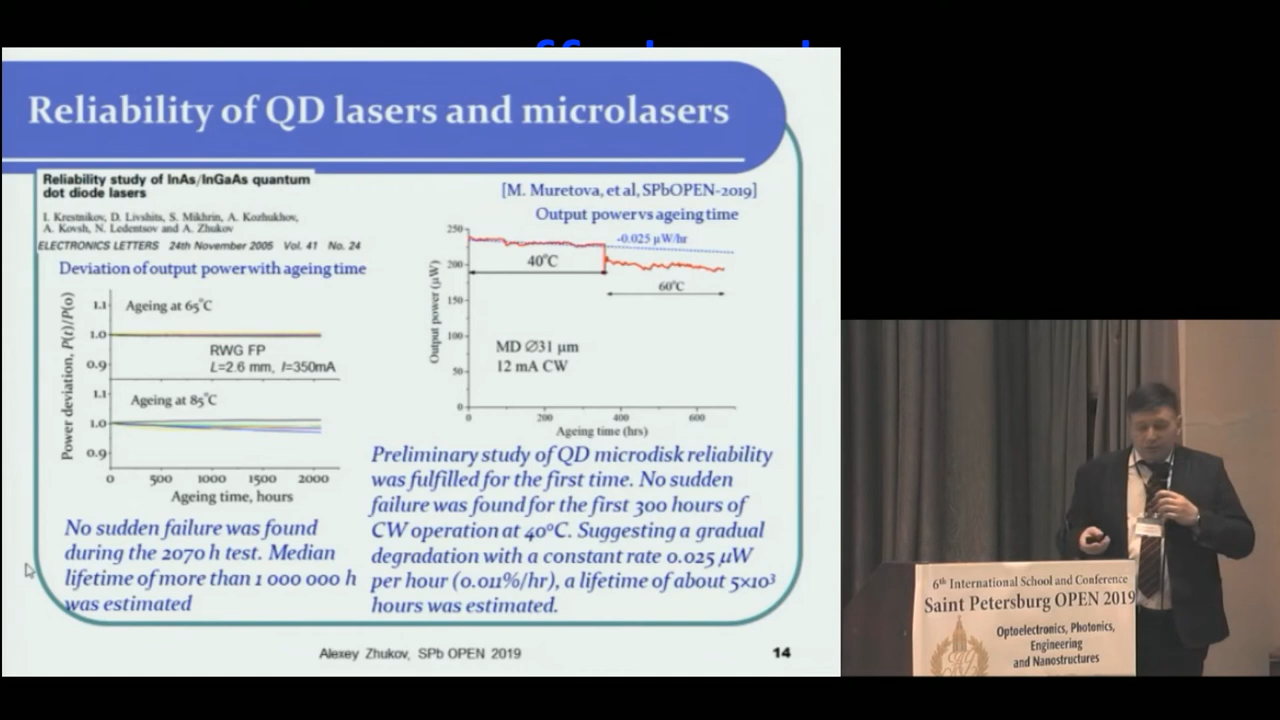 Reliability of QD lasers and microlasers
Reliability study of InAs/InGaAs quantum
dot diode lasers
I. Krestnikov, D. Livshits, S. Mikhrin, A. Kozhukhov,
A. Kovsh, N. Ledentsov and A. Zhukov
ELECTRONICS LETTERS 24th November 2005 Vol. 41 No. 24
Deviation of output power with ageing time
Power deviation, P(t)/P(0)
1.1
Ageing at 65°C
1.0
RWG FP
0.9
L=2.6 mm, I=350mA
1.1
Ageing at 85°C
1.0
0.9
0 500 1000 1500 2000
Ageing time, hours
No sudden failure was found
during the 2070 h test. Median
lifetime of more than 1 000 000 h
was estimated
[M. Muretova, et al, SPbOPEN-2019]
Output power vs ageing time
Output power (μW)
250
-0.025 μW/hr
200
40°C
60°C
150
100
MD Ø31 μm
12 mA CW
50
0
0 200 400 600
Ageing time (hrs)
Preliminary study of QD microdisk reliability
was fulfilled for the first time. No sudden
failure was found for the first 300 hours of
CW operation at 40°C. Suggesting a gradual
degradation with a constant rate 0.025 μW
per hour (0.011%/hr), a lifetime of about 5×10³
hours was estimated.
Alexey Zhukov, SPb OPEN 2019
14
6th International School and Conference
Saint Petersburg OPEN 2019
Optoelectronics, Photonics,
Engineering
and Nanostructures